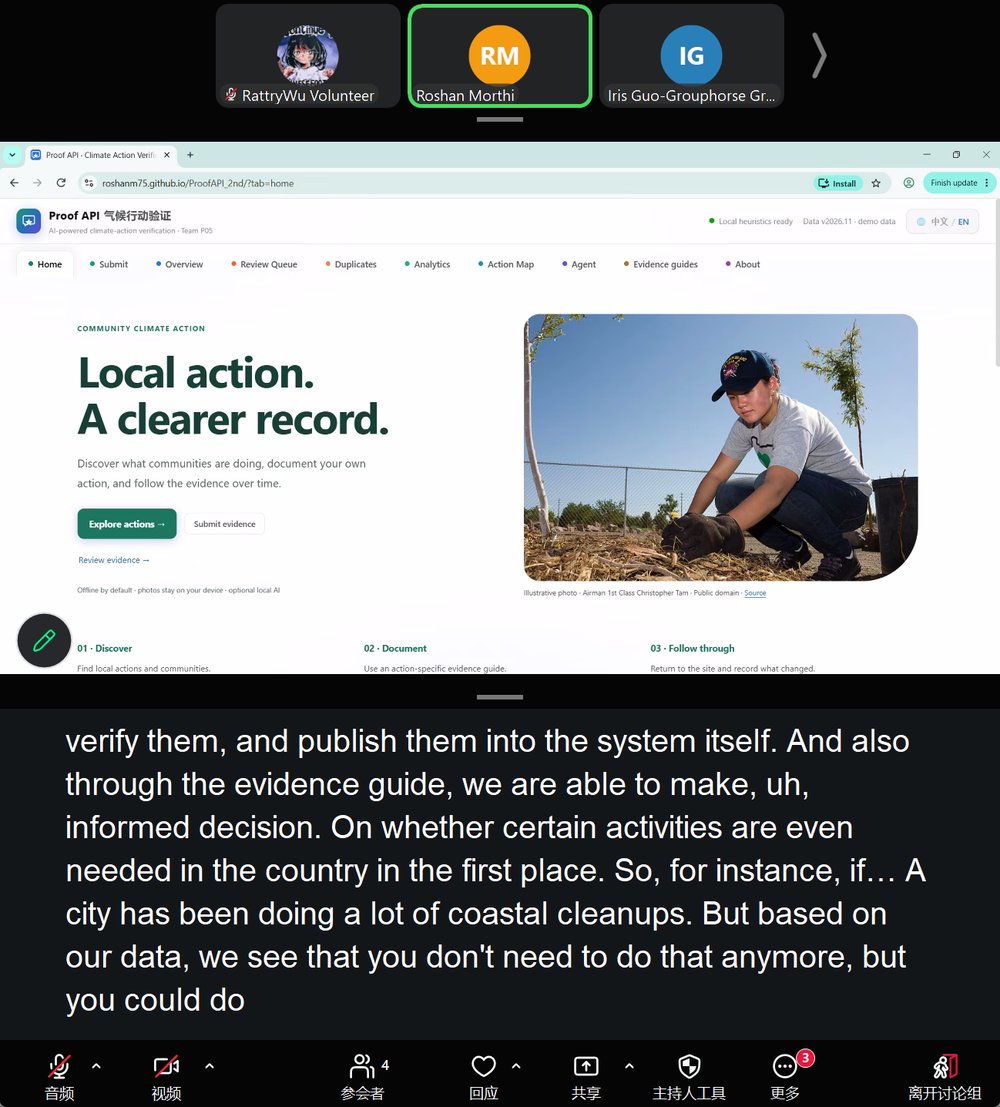 RattryWu Volunteer
RM
Roshan Morthi
IG
Iris Guo-Grouphorse Gr...
Proof API · Climate Action Verifi
roshanm75.github.io/ProofAPI_2nd/?tab=home
Install
Finish update
Proof API 气候行动验证
AI-powered climate-action verification · Team P05
Local heuristics ready
Data v2026.11 · demo data
中文 / EN
Home
Submit
Overview
Review Queue
Duplicates
Analytics
Action Map
Agent
Evidence guides
About
COMMUNITY CLIMATE ACTION
Local action.
A clearer record.
Discover what communities are doing, document your own
action, and follow the evidence over time.
Explore actions →
Submit evidence
Review evidence →
Offline by default · photos stay on your device · optional local AI
Illustrative photo · Airman 1st Class Christopher Tam · Public domain · Source
01 · Discover
Find local actions and communities.
02 · Document
Use an action-specific evidence guide.
03 · Follow through
Return to the site and record what changed.
verify them, and publish them into the system itself. And also
through the evidence guide, we are able to make, uh,
informed decision. On whether certain activities are even
needed in the country in the first place. So, for instance, if… A
city has been doing a lot of coastal cleanups. But based on
our data, we see that you don't need to do that anymore, but
you could do
音频
视频
4
参会者
回应
共享
主持人工具
3
更多
离开讨论组